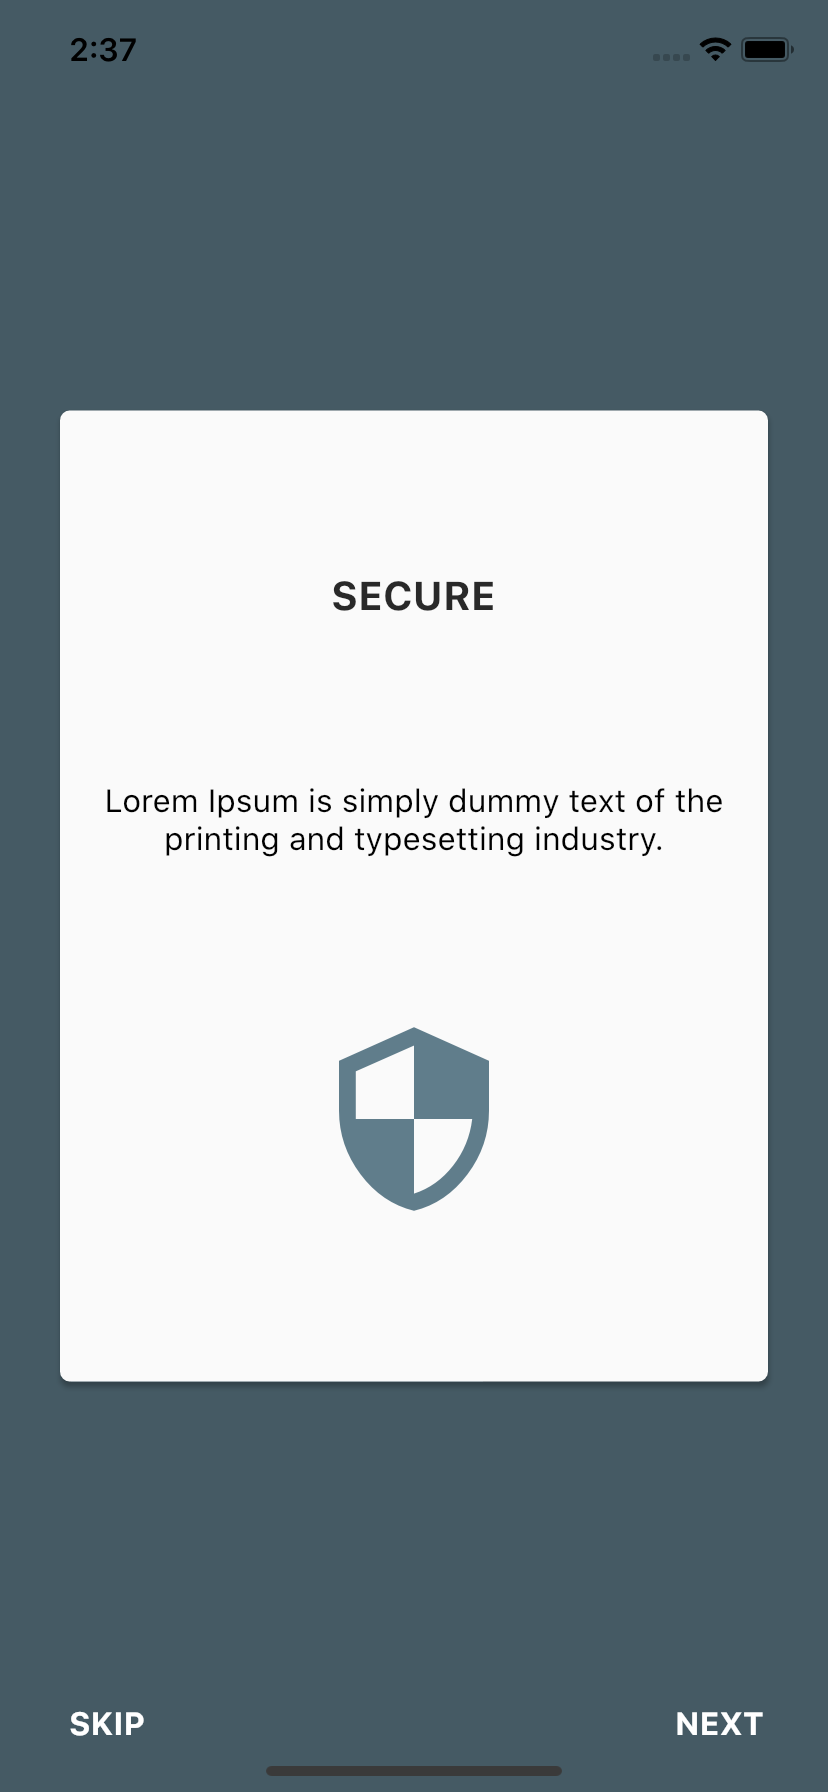 2:37
SECURE
Lorem Ipsum is simply dummy text of the
printing and typesetting industry.
SKIP
NEXT